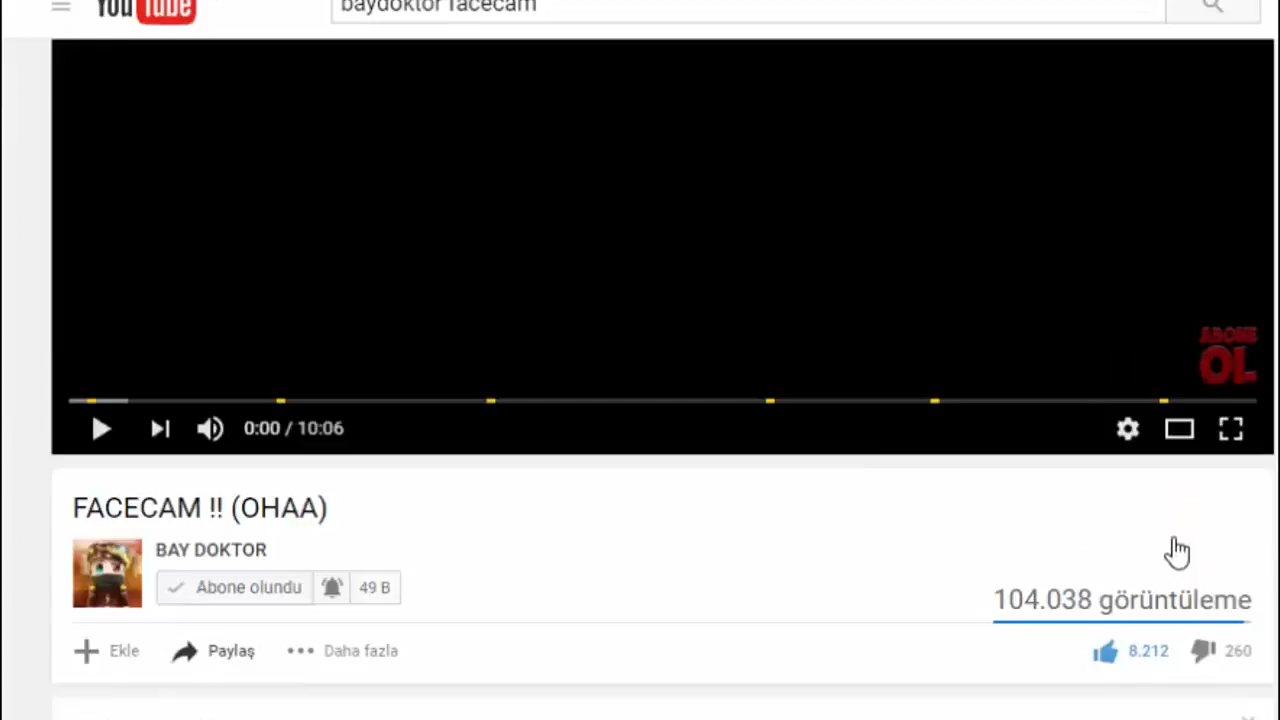 YouTube
baydoktor facecam
ABONE
OL
0:00 / 10:06
FACECAM !! (OHAA)
BAY DOKTOR
Abone olundu 49 B
104.038 görüntüleme
Ekle Paylaş Daha fazla 8.212 260